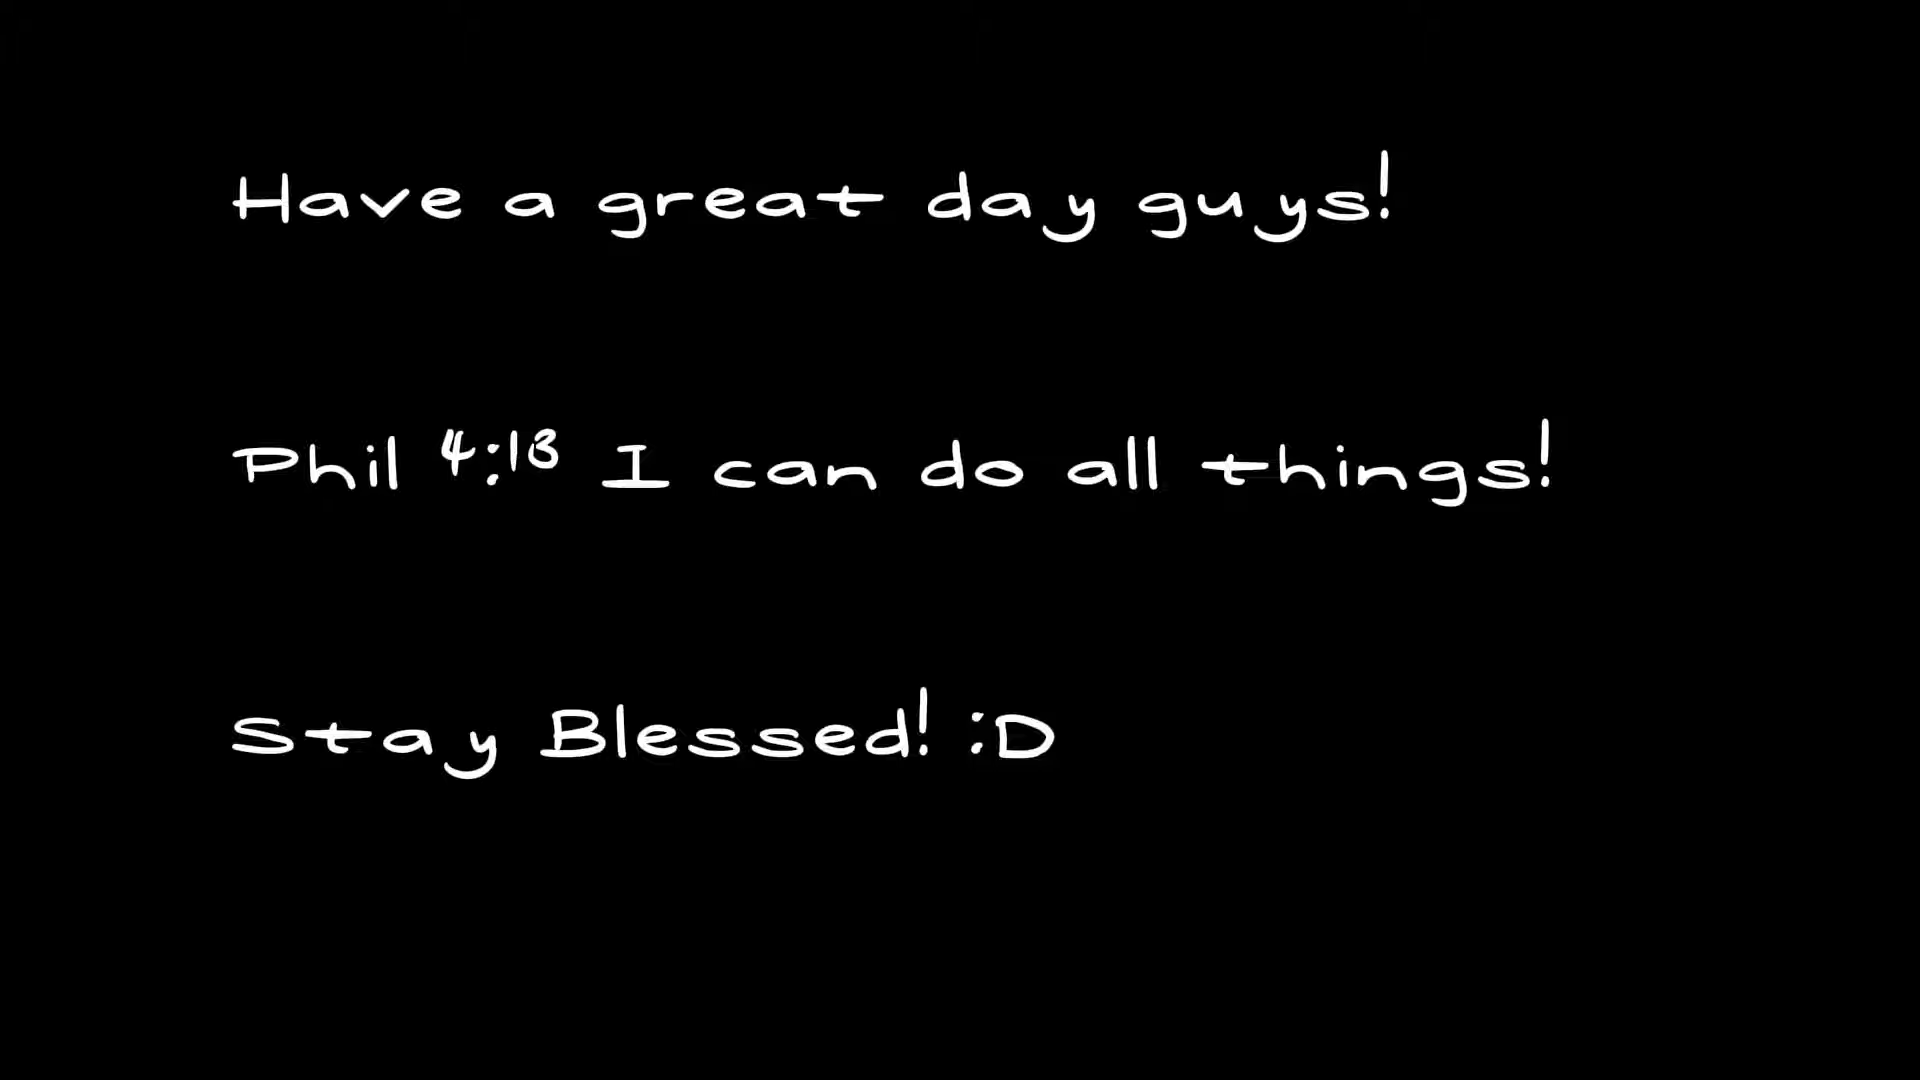 Have a great day guys!
Phil 4:13 I can do all things!
Stay Blessed! :D